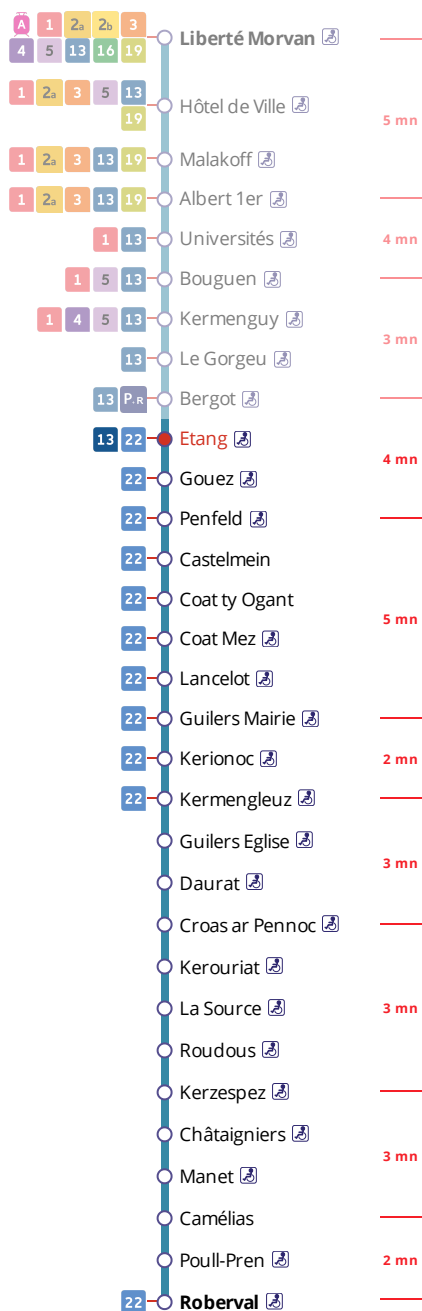 A 1 2a 2b 3
4 5 13 16 19
Liberté Morvan
1 2a 3 5 13
19
Hôtel de Ville
5 mn
1 2a 3 13 19 Malakoff
1 2a 3 13 19 Albert 1er
1 13 Universités
4 mn
1 5 13 Bouguen
1 4 5 13 Kermenguy
3 mn
13 Le Gorgeu
13 P+R Bergot
13 22 Etang
4 mn
22 Gouez
22 Penfeld
22 Castelmein
22 Coat ty Ogant
5 mn
22 Coat Mez
22 Lancelot
22 Guilers Mairie
22 Kerionoc
2 mn
22 Kermengleuz
Guilers Eglise
3 mn
Daurat
Croas ar Pennoc
Kerouriat
La Source
3 mn
Roudous
Kerzespez
Châtaigniers
3 mn
Manet
Camélias
Poull-Pren
2 mn
22 Roberval